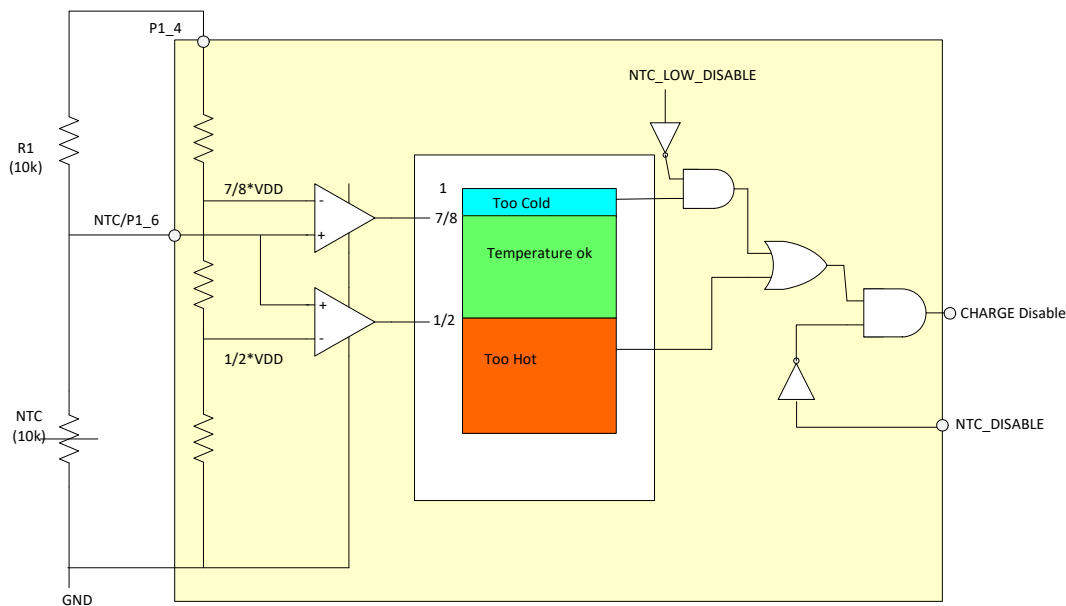 P1_4
NTC_LOW_DISABLE
R1
(10k)
7/8*VDD
-
+
1
Too Cold
7/8
NTC/P1_6
Temperature ok
+
-
1/2
1/2*VDD
Too Hot
CHARGE Disable
NTC
(10k)
NTC_DISABLE
GND